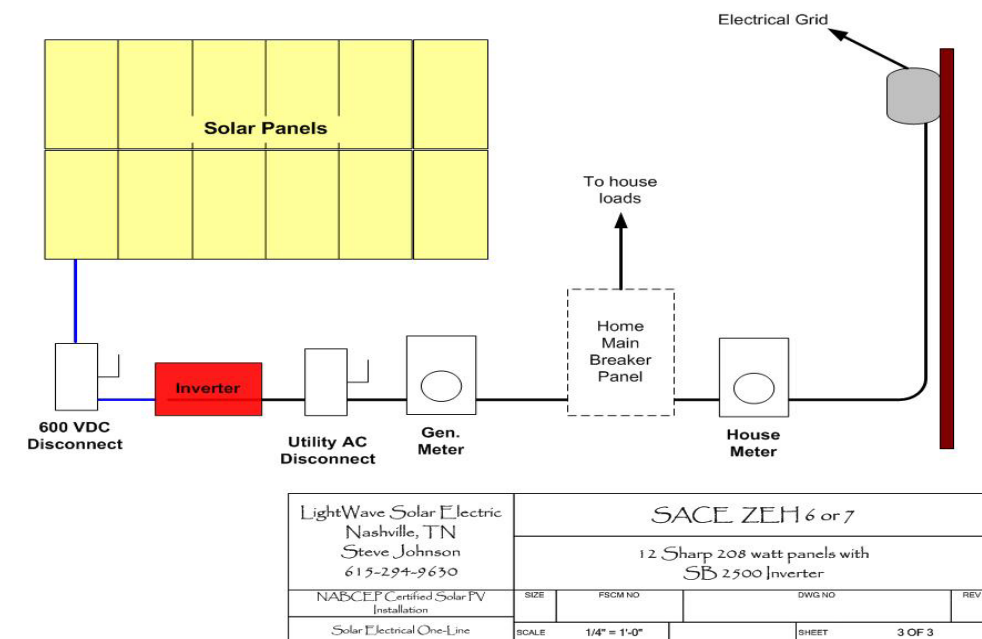 Electrical Grid
Solar Panels
To house
loads
Home
Main
Breaker
Panel
Inverter
600 VDC
Disconnect
Utility AC
Disconnect
Gen.
Meter
House
Meter
LightWave Solar Electric
Nashville, TN
Steve Johnson
615-294-9630
NABCEP Certified Solar PV
Installation
Solar Electrical One-Line
SACE ZEH 6 or 7
12 Sharp 208 watt panels with
SB 2500 Inverter
SIZE FSCM NO DWG NO REV
SCALE 1/4" = 1'-0" SHEET 3 OF 3